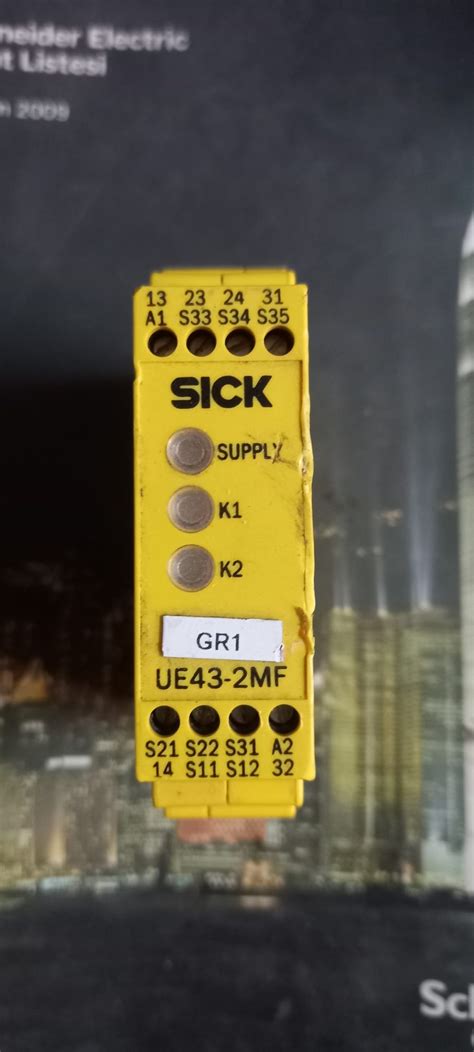 neider Electric
t Listesi
n 2009
13 23 24 31
A1 S33 S34 S35
SICK
SUPPLY
K1
K2
GR1
UE43-2MF
S21 S22 S31 A2
14 S11 S12 32
Sc